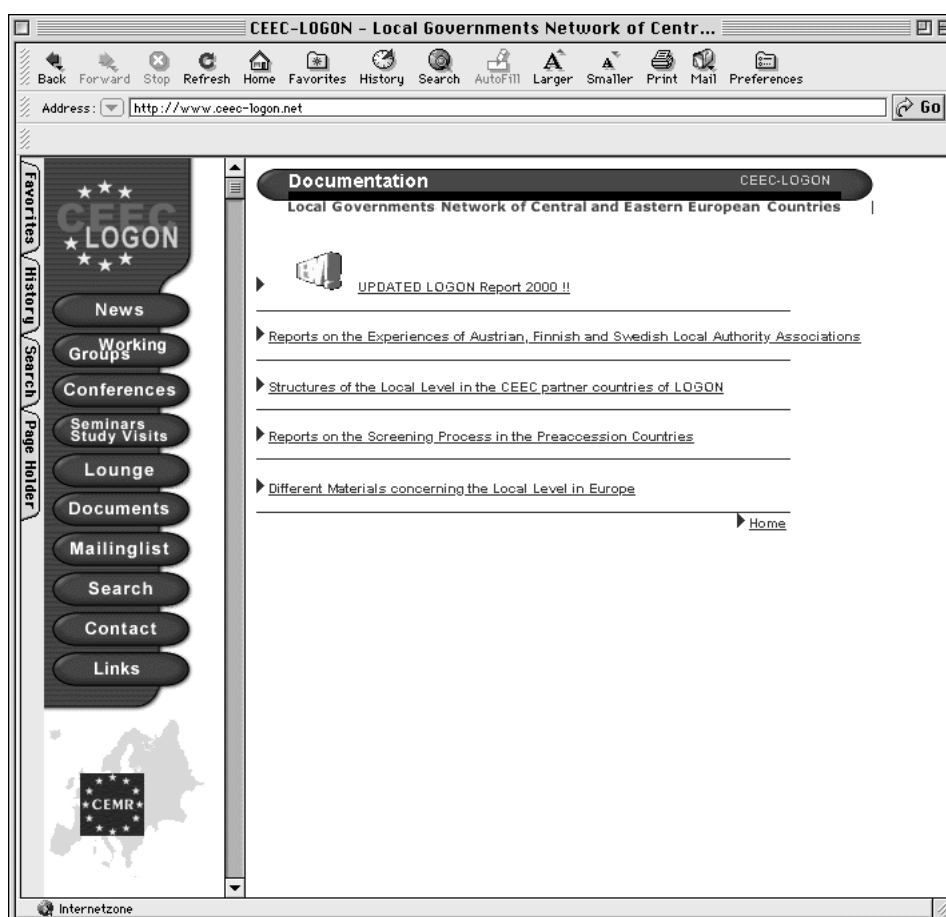 CEEC-LOGON – Local Governments Network of Centr...
Back Forward Stop Refresh Home Favorites History Search AutoFill Larger Smaller Print Mail Preferences
Address: http://www.ceec-logon.net
Go
Favorites
History
Search
Page Holder
CEEC
LOGON
News
Working
Groups
Conferences
Seminars
Study Visits
Lounge
Documents
Mailinglist
Search
Contact
Links
CEMR
Documentation CEEC-LOGON
Local Governments Network of Central and Eastern European Countries |
UPDATED LOGON Report 2000 !!
Reports on the Experiences of Austrian, Finnish and Swedish Local Authority Associations
Structures of the Local Level in the CEEC partner countries of LOGON
Reports on the Screening Process in the Preaccession Countries
Different Materials concerning the Local Level in Europe
Home
Internetzone